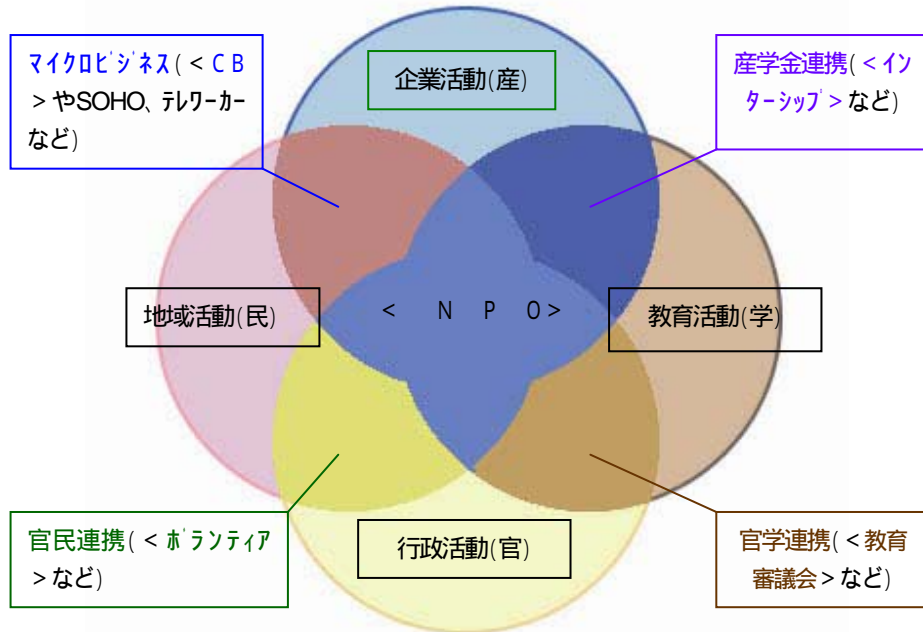 マイクロビジネス(<CB
>やSOHO、テレワーカー
など)
企業活動(産)
産学金連携(<イン
ターシップ>など)
地域活動(民)
< N P O>
教育活動(学)
官民連携(<ボランティア
>など)
行政活動(官)
官学連携(<教育
審議会>など)